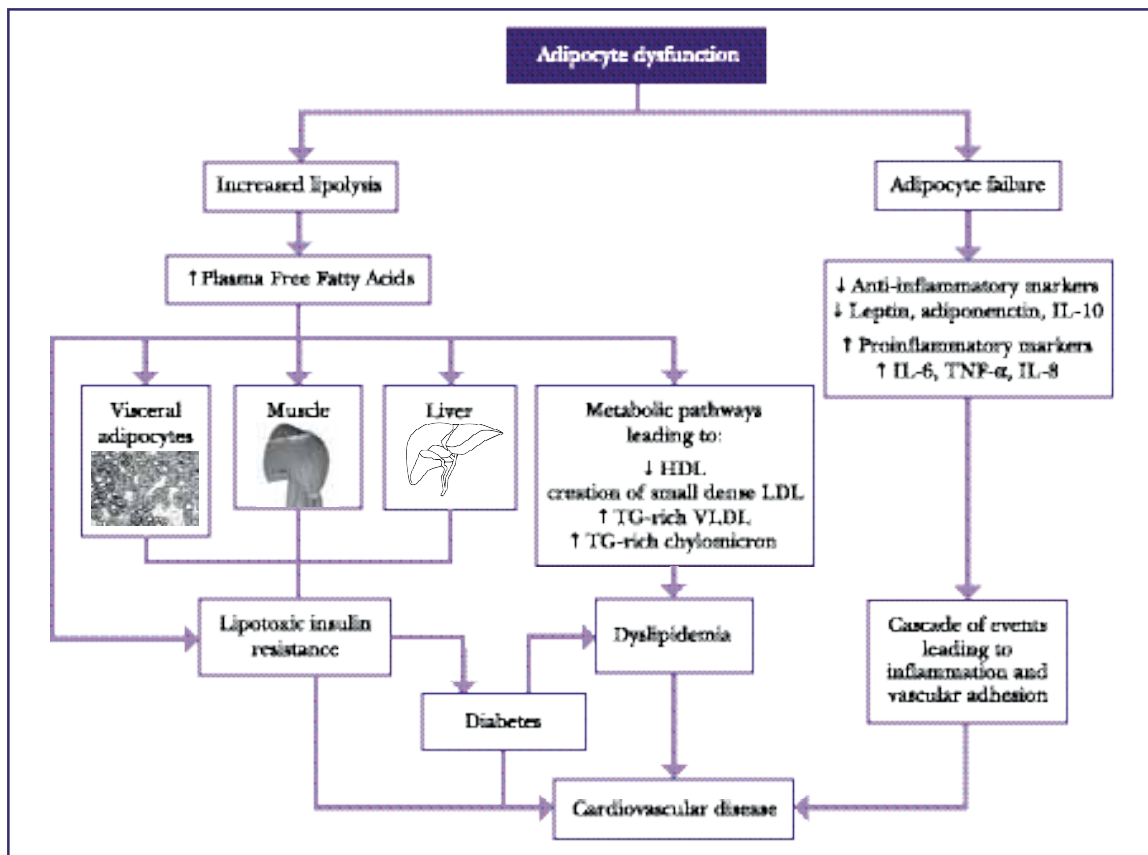 Adipocyte dysfunction
Increased lipolysis
Adipocyte failure
↑ Plasma Free Fatty Acids
↓ Anti-inflammatory markers
↓ Leptin, adiponenctin, IL-10
↑ Proinflammatory markers
↑ IL-6, TNF-α, IL-8
Visceral
adipocytes
Muscle
Liver
Metabolic pathways
leading to:
↓ HDL
creation of small dense LDL
↑ TG-rich VLDL
↑ TG-rich chylomicron
Lipotoxic insulin
resistance
Dyslipidemia
Cascade of events
leading to
inflammation and
vascular adhesion
Diabetes
Cardiovascular disease